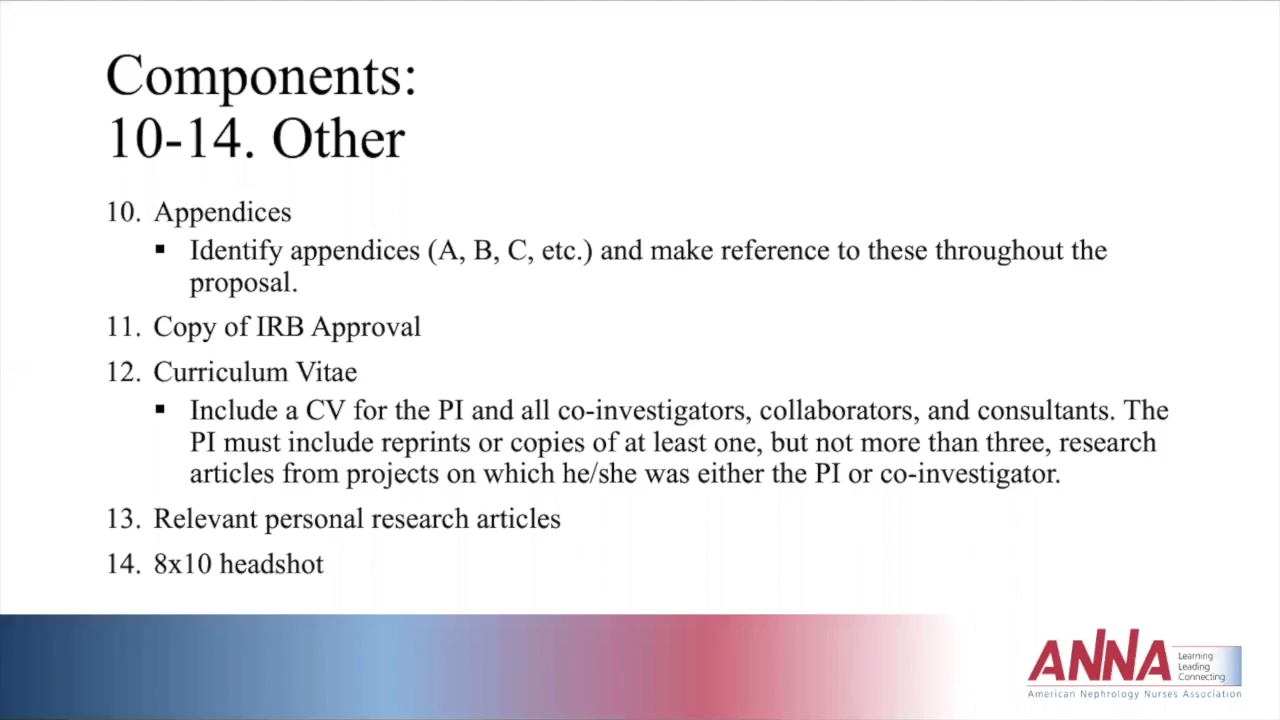 Components:
10-14. Other
10. Appendices
▪ Identify appendices (A, B, C, etc.) and make reference to these throughout the
proposal.
11. Copy of IRB Approval
12. Curriculum Vitae
▪ Include a CV for the PI and all co-investigators, collaborators, and consultants. The
PI must include reprints or copies of at least one, but not more than three, research
articles from projects on which he/she was either the PI or co-investigator.
13. Relevant personal research articles
14. 8x10 headshot
ANNA
Learning
Leading
Connecting
American Nephrology Nurses Association